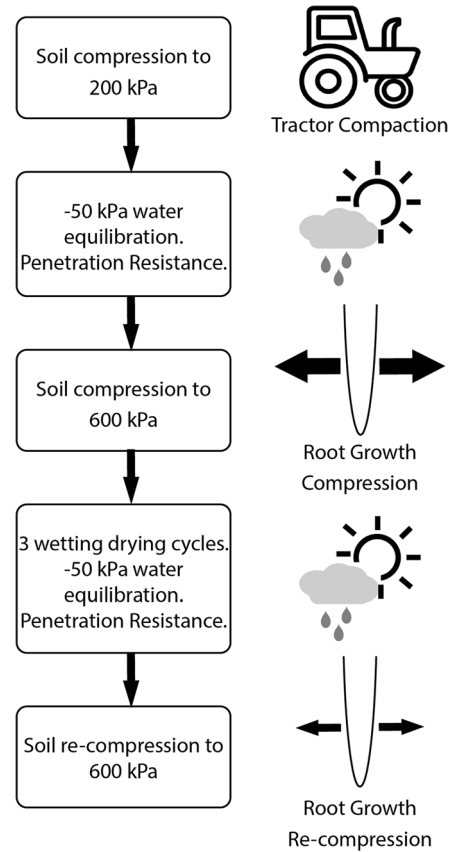 Soil compression to
200 kPa
Tractor Compaction
-50 kPa water
equilibration.
Penetration Resistance.
Soil compression to
600 kPa
Root Growth
Compression
3 wetting drying cycles.
-50 kPa water
equilibration.
Penetration Resistance.
Soil re-compression to
600 kPa
Root Growth
Re-compression